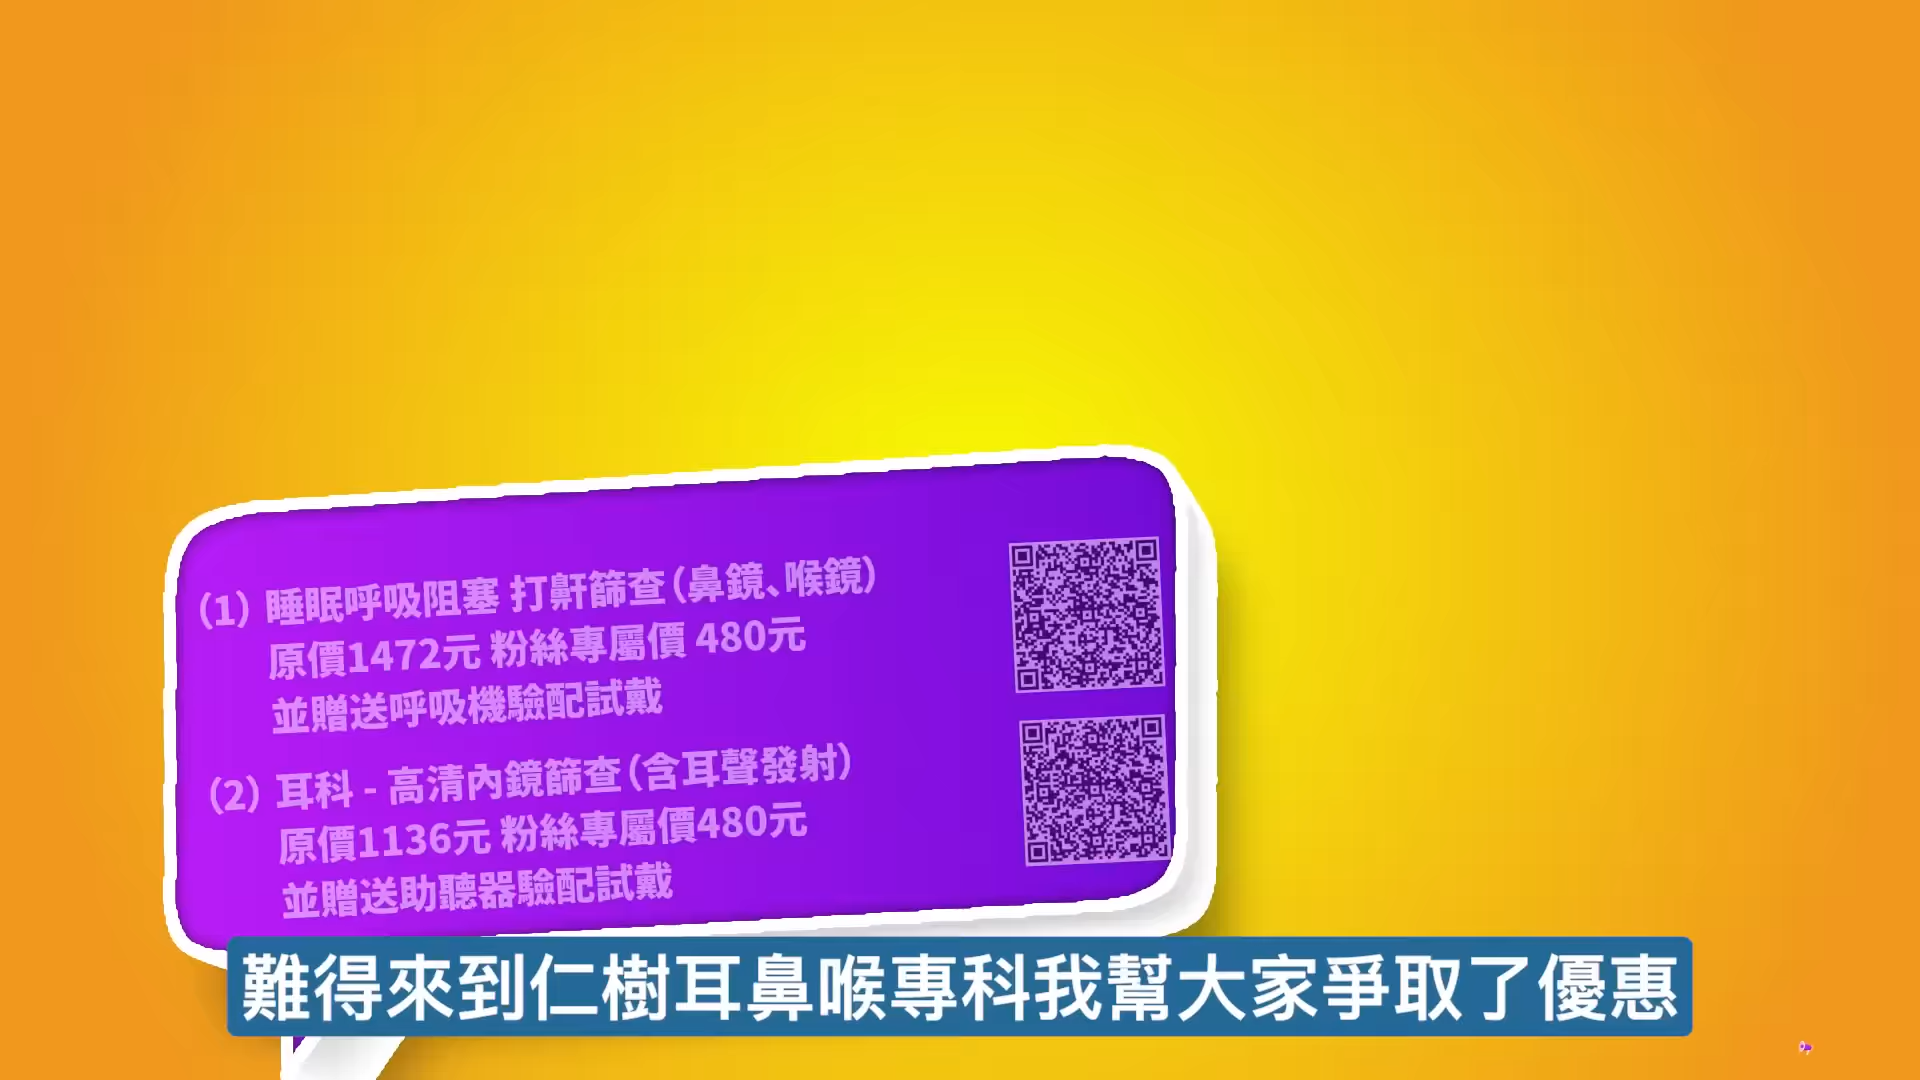 (1) 睡眠呼吸阻塞 打鼾篩查(鼻鏡、喉鏡)
原價1472元 粉絲專屬價 480元
並贈送呼吸機驗配試戴
(2) 耳科 - 高清內鏡篩查(含耳聲發射)
原價1136元 粉絲專屬價480元
並贈送助聽器驗配試戴
難得來到仁樹耳鼻喉專科我幫大家爭取了優惠